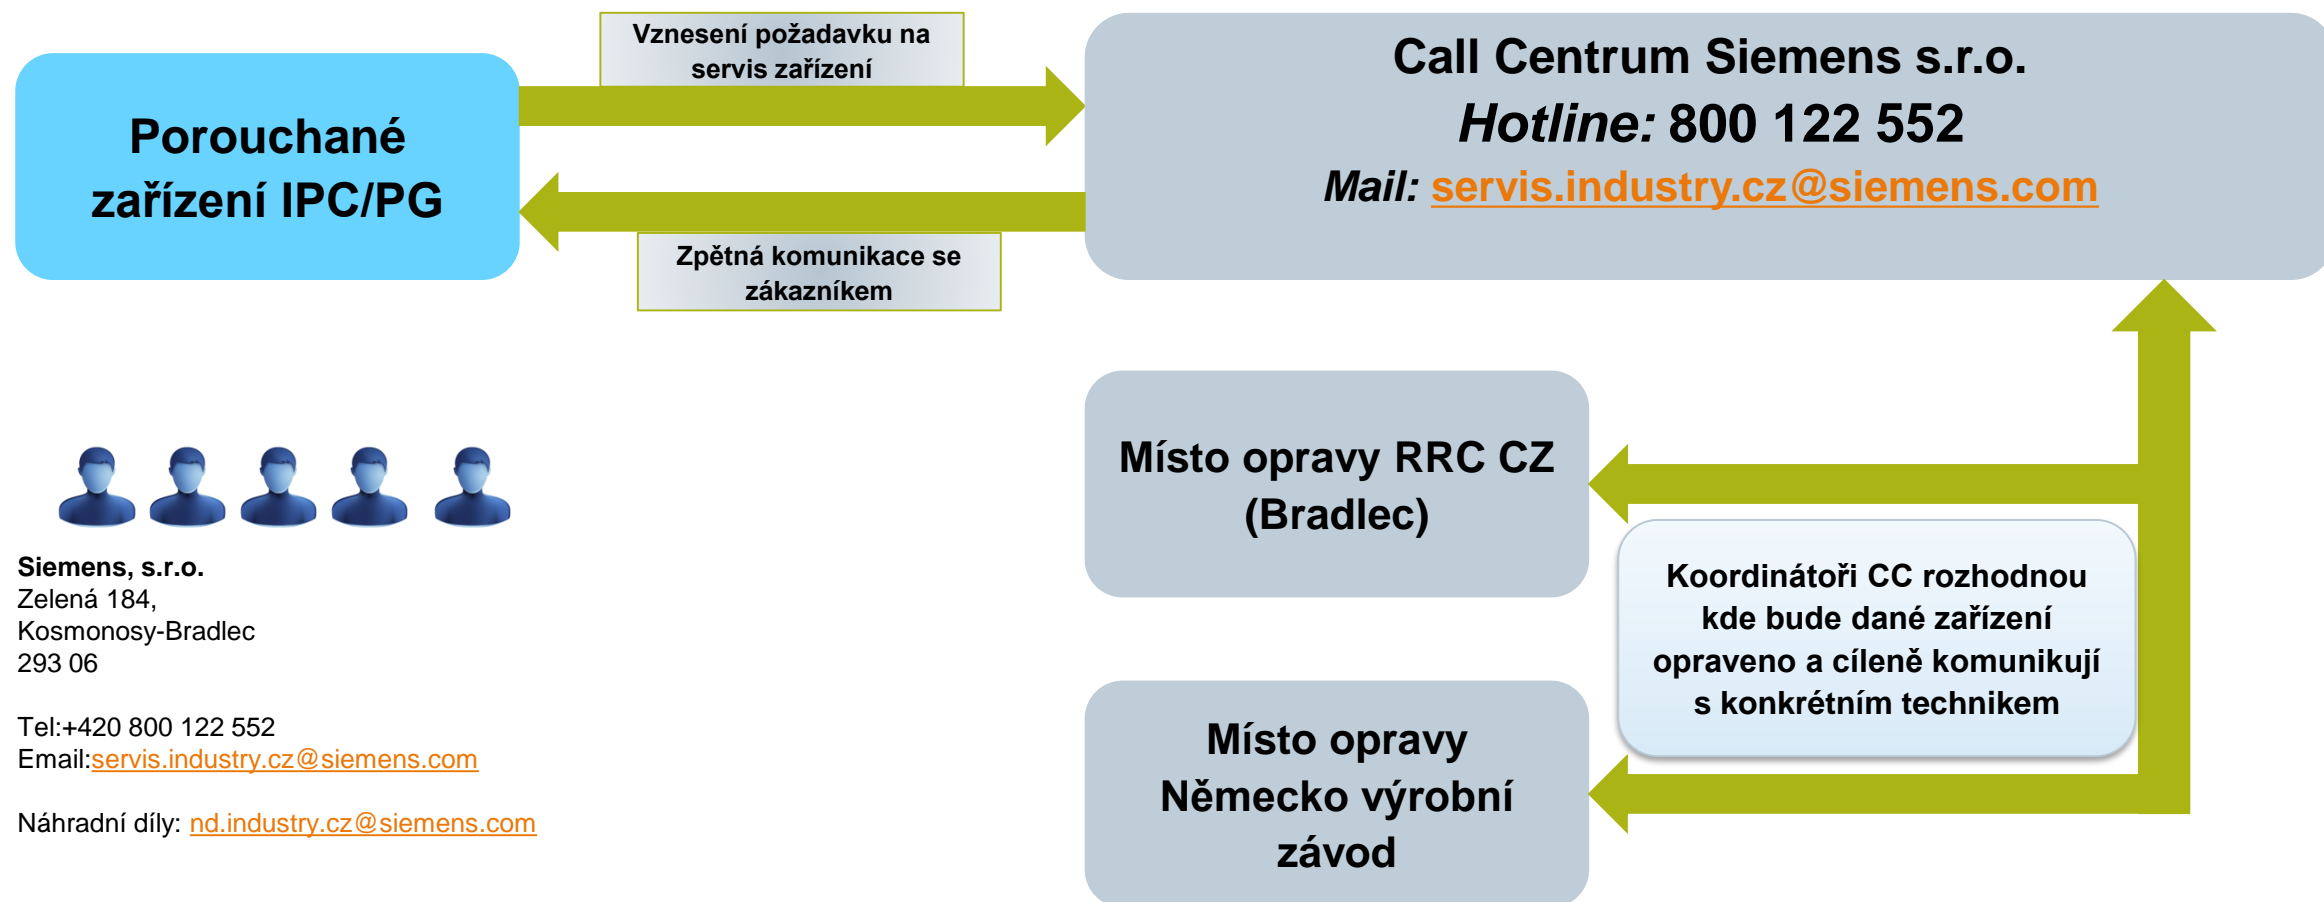 Vznesení požadavku na
servis zařízení
Call Centrum Siemens s.r.o.
Hotline: 800 122 552
Mail: servis.industry.cz@siemens.com
Porouchané
zařízení IPC/PG
Zpětná komunikace se
zákazníkem
Místo opravy RRC CZ
(Bradlec)
Koordinátoři CC rozhodnou
kde bude dané zařízení
opraveno a cíleně komunikují
s konkrétním technikem
Místo opravy
Německo výrobní
závod
Siemens, s.r.o.
Zelená 184,
Kosmonosy-Bradlec
293 06
Tel:+420 800 122 552
Email:servis.industry.cz@siemens.com
Náhradní díly: nd.industry.cz@siemens.com